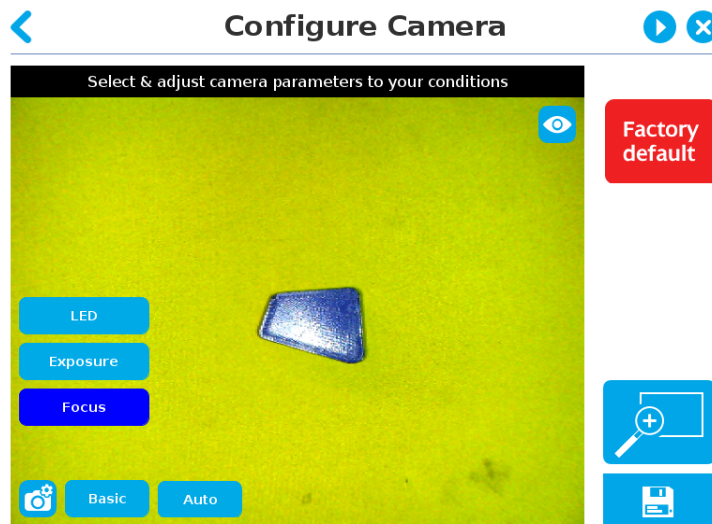 Configure Camera
Select & adjust camera parameters to your conditions
Factory
default
LED
Exposure
Focus
Basic
Auto